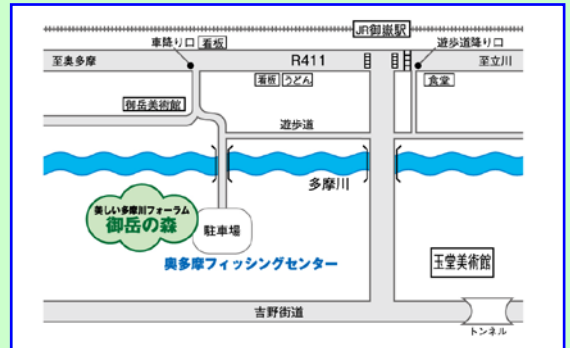 JR御嶽駅
車降り口
看板
遊歩道降り口
至奥多摩
R411
至立川
看板
うどん
食堂
御岳美術館
遊歩道
多摩川
美しい多摩川フォーラム
御岳の森
駐車場
奥多摩フィッシングセンター
玉堂美術館
吉野街道
トンネル